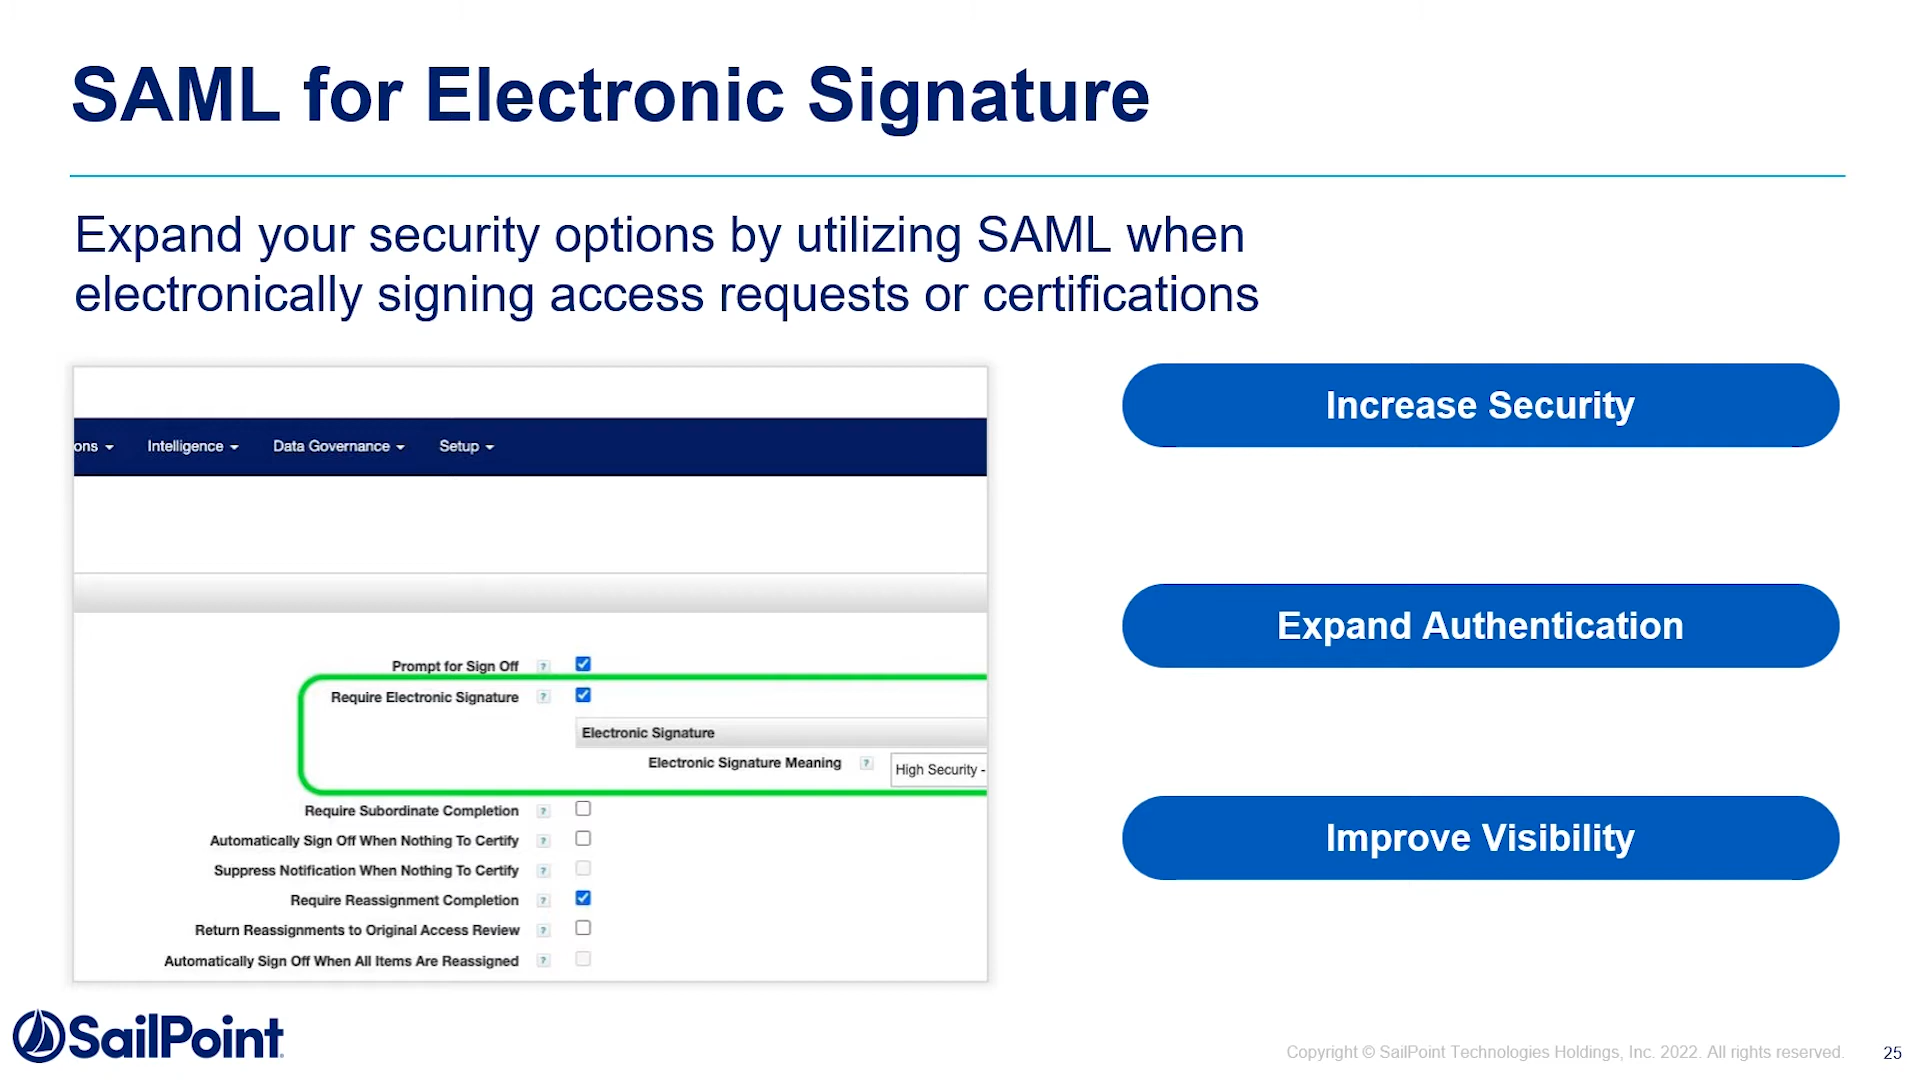 SAML for Electronic Signature
Expand your security options by utilizing SAML when
electronically signing access requests or certifications
ons Intelligence Data Governance Setup
Prompt for Sign Off ?
Require Electronic Signature ?
Electronic Signature
Electronic Signature Meaning ? High Security -
Require Subordinate Completion ?
Automatically Sign Off When Nothing To Certify ?
Suppress Notification When Nothing To Certify ?
Require Reassignment Completion ?
Return Reassignments to Original Access Review ?
Automatically Sign Off When All Items Are Reassigned ?
Increase Security
Expand Authentication
Improve Visibility
SailPoint
Copyright © SailPoint Technologies Holdings, Inc. 2022. All rights reserved. 25